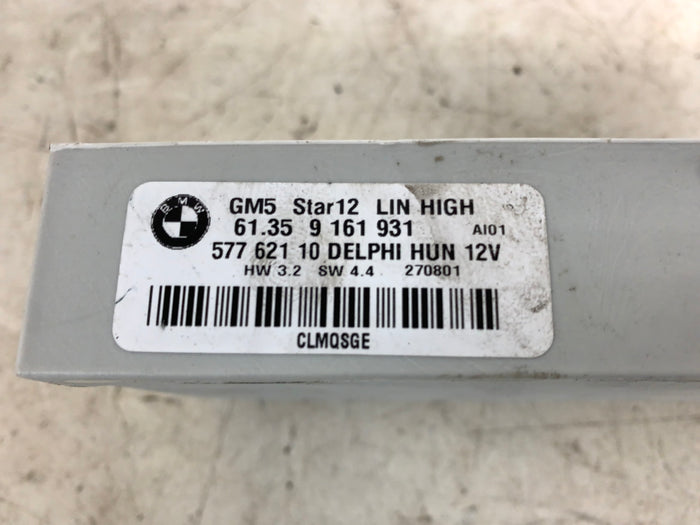 BMW
GM5 Star12 LIN HIGH
61.35 9 161 931 AI01
577 621 10 DELPHI HUN 12V
HW 3.2 SW 4.4 270801
CLMQSGE